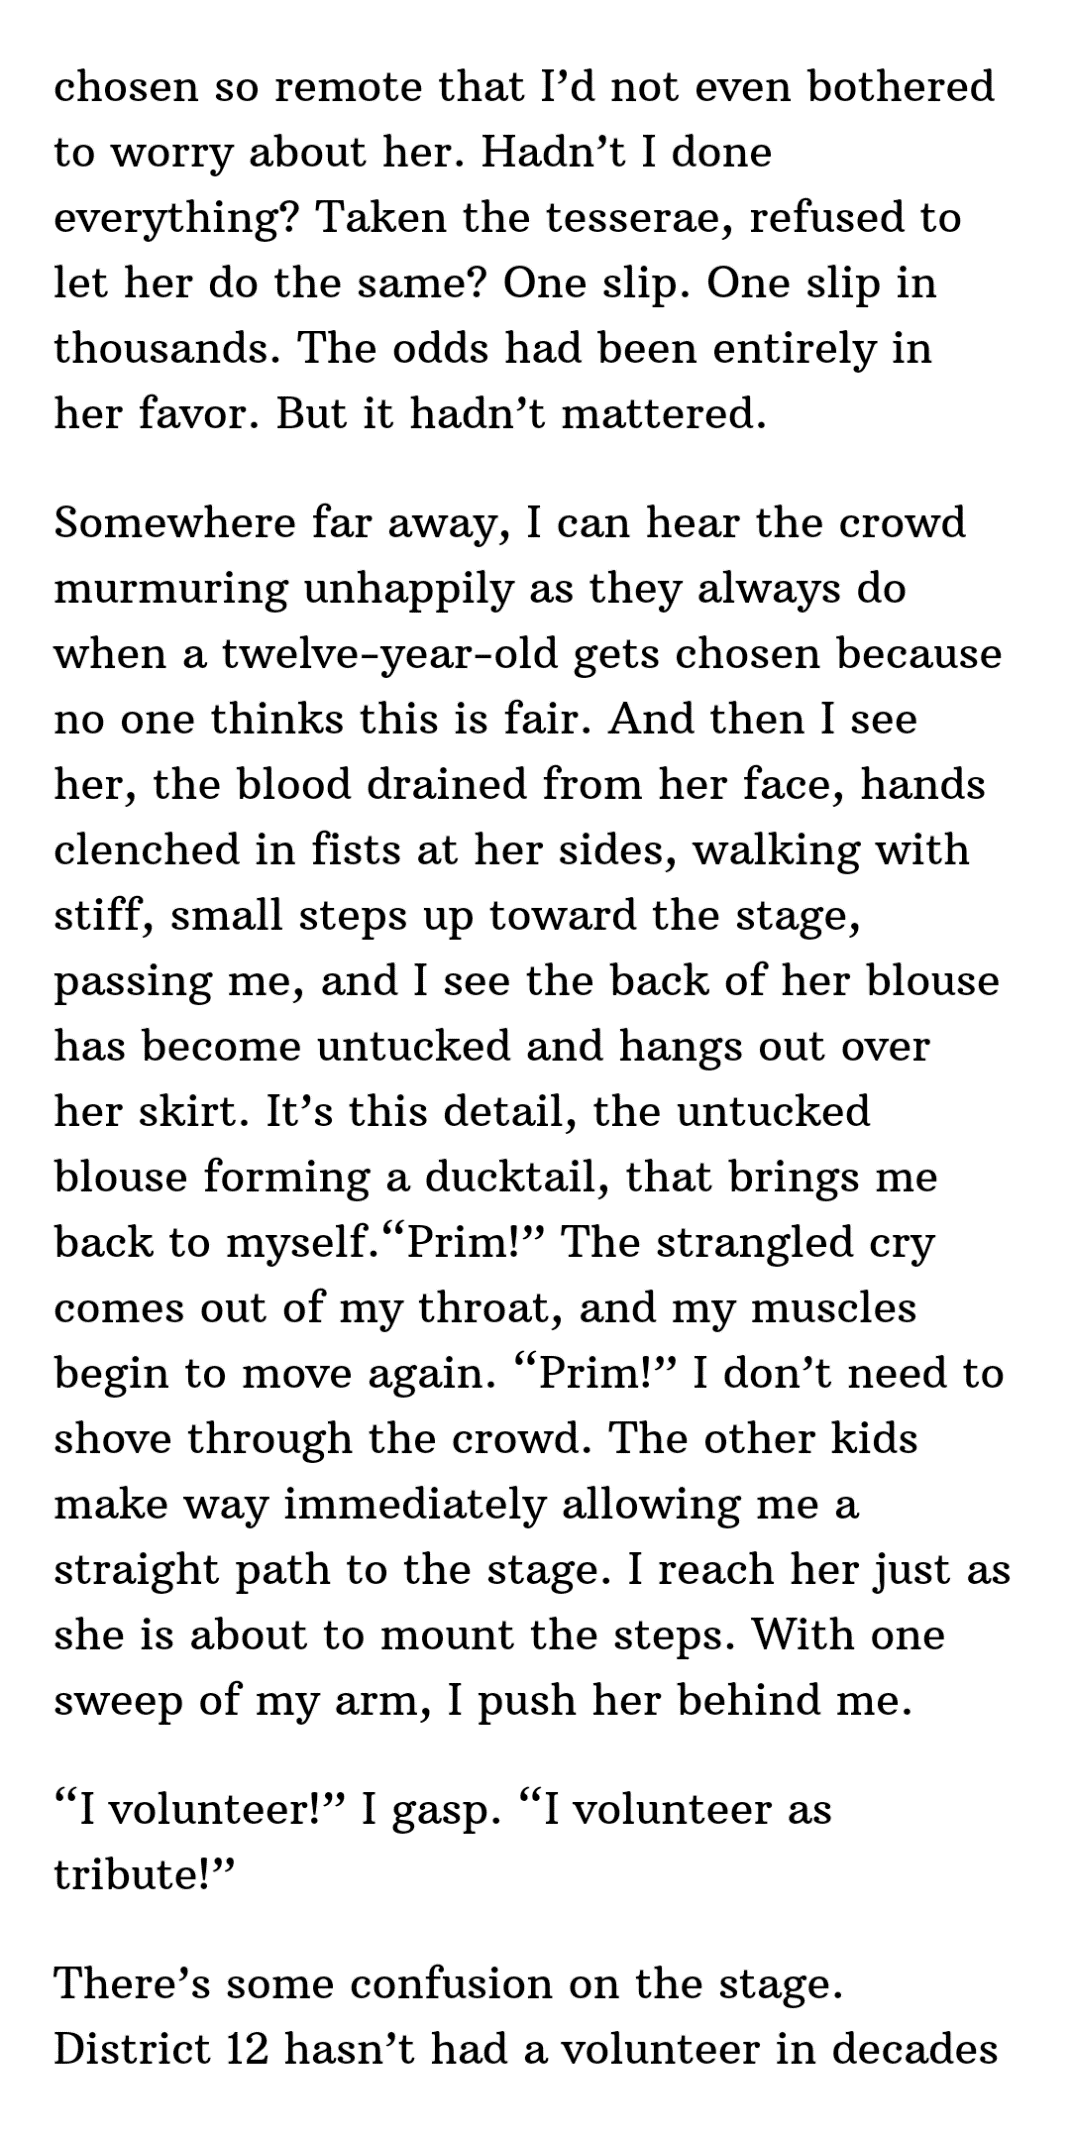 chosen so remote that I’d not even bothered
to worry about her. Hadn’t I done
everything? Taken the tesserae, refused to
let her do the same? One slip. One slip in
thousands. The odds had been entirely in
her favor. But it hadn’t mattered.
Somewhere far away, I can hear the crowd
murmuring unhappily as they always do
when a twelve-year-old gets chosen because
no one thinks this is fair. And then I see
her, the blood drained from her face, hands
clenched in fists at her sides, walking with
stiff, small steps up toward the stage,
passing me, and I see the back of her blouse
has become untucked and hangs out over
her skirt. It’s this detail, the untucked
blouse forming a ducktail, that brings me
back to myself.“Prim!” The strangled cry
comes out of my throat, and my muscles
begin to move again. “Prim!” I don’t need to
shove through the crowd. The other kids
make way immediately allowing me a
straight path to the stage. I reach her just as
she is about to mount the steps. With one
sweep of my arm, I push her behind me.
“I volunteer!” I gasp. “I volunteer as
tribute!”
There’s some confusion on the stage.
District 12 hasn’t had a volunteer in decades